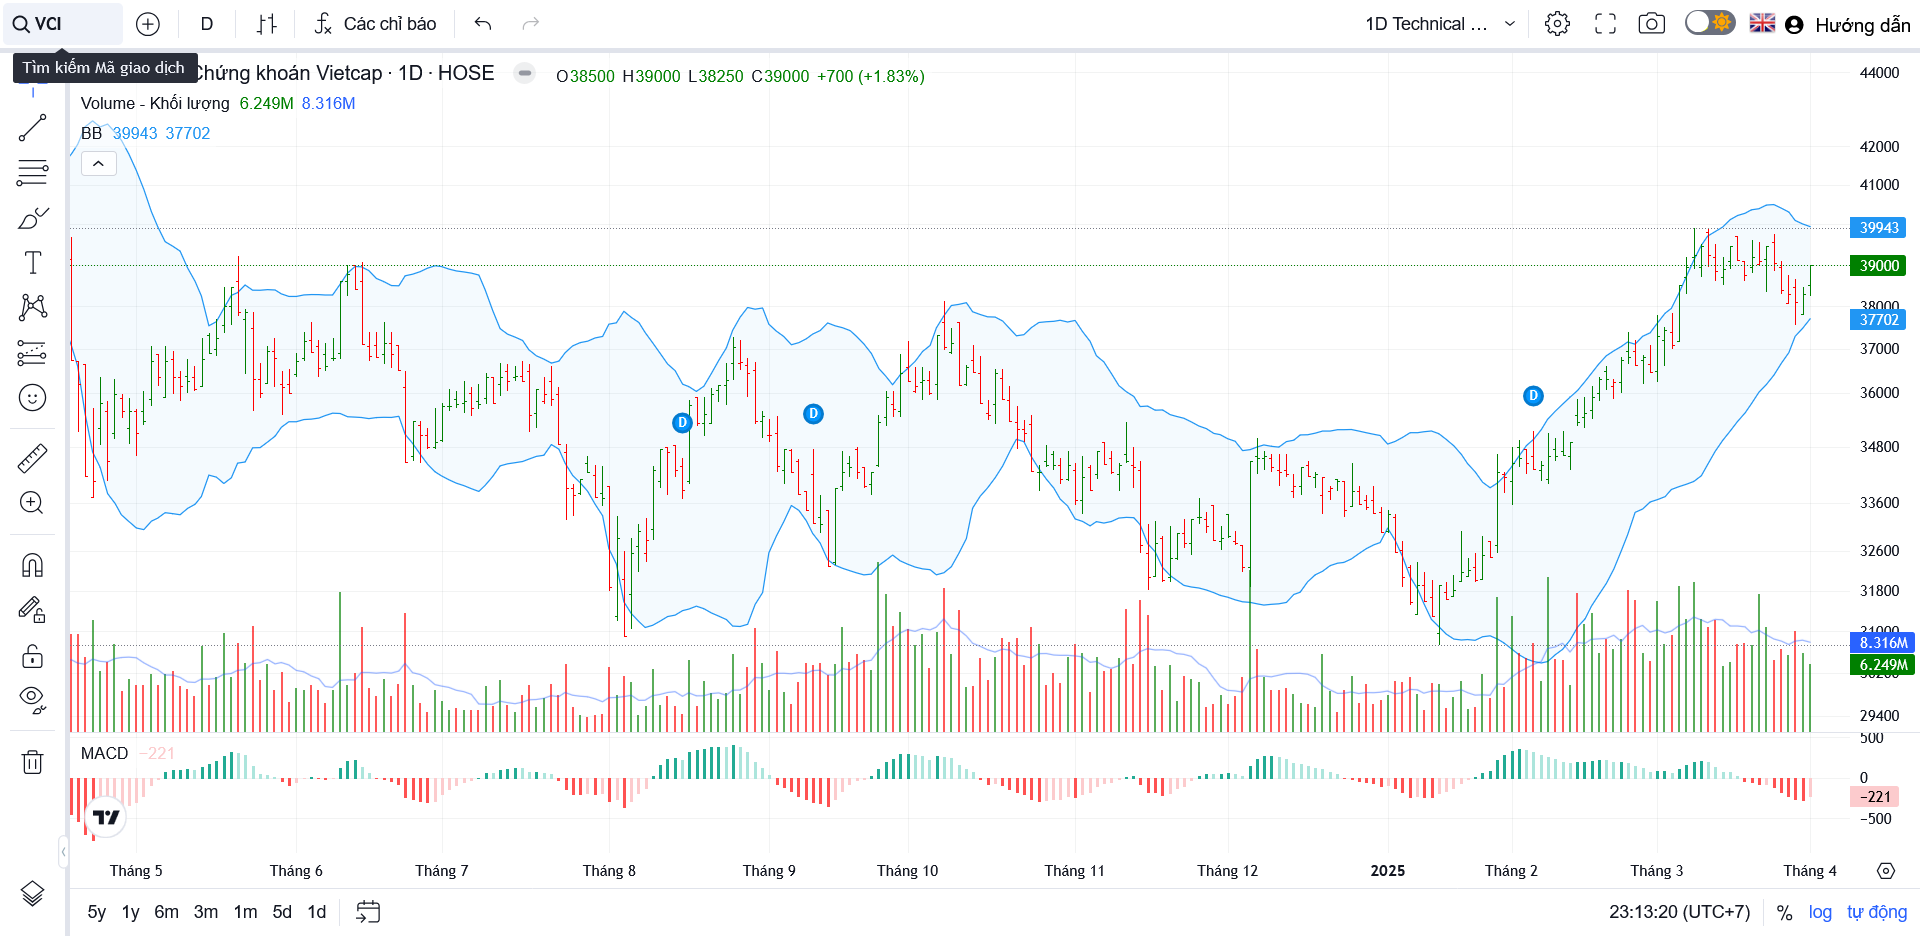 VCI
D
Các chỉ báo
1D Technical ...
Hướng dẫn
Tìm kiếm Mã giao dịch
Chứng khoán Vietcap · 1D · HOSE
O38500 H39000 L38250 C39000 +700 (+1.83%)
Volume - Khối lượng 6.249M 8.316M
BB 39943 37702
44000
42000
41000
39943
39000
38000
37702
37000
36000
34800
33600
32600
31800
31000
8.316M
6.249M
29400
D
D
D
MACD −221
500
0
−221
−500
Tháng 5 Tháng 6 Tháng 7 Tháng 8 Tháng 9 Tháng 10 Tháng 11 Tháng 12 2025 Tháng 2 Tháng 3 Tháng 4
5y 1y 6m 3m 1m 5d 1d
23:13:20 (UTC+7) % log tự động